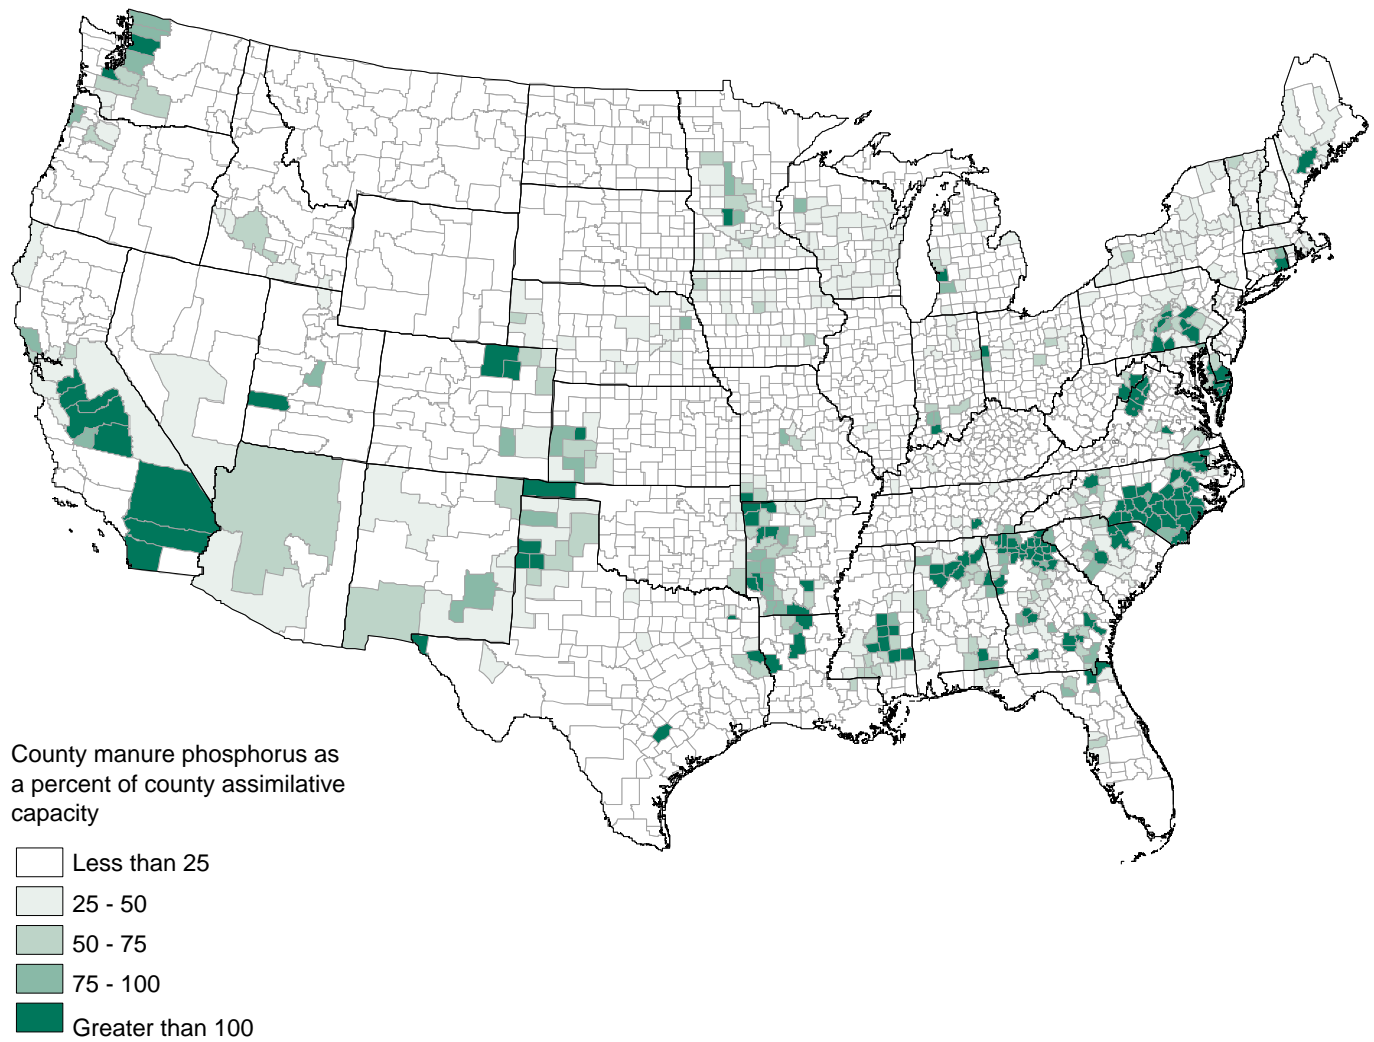 County manure phosphorus as
a percent of county assimilative
capacity
Less than 25
25 - 50
50 - 75
75 - 100
Greater than 100